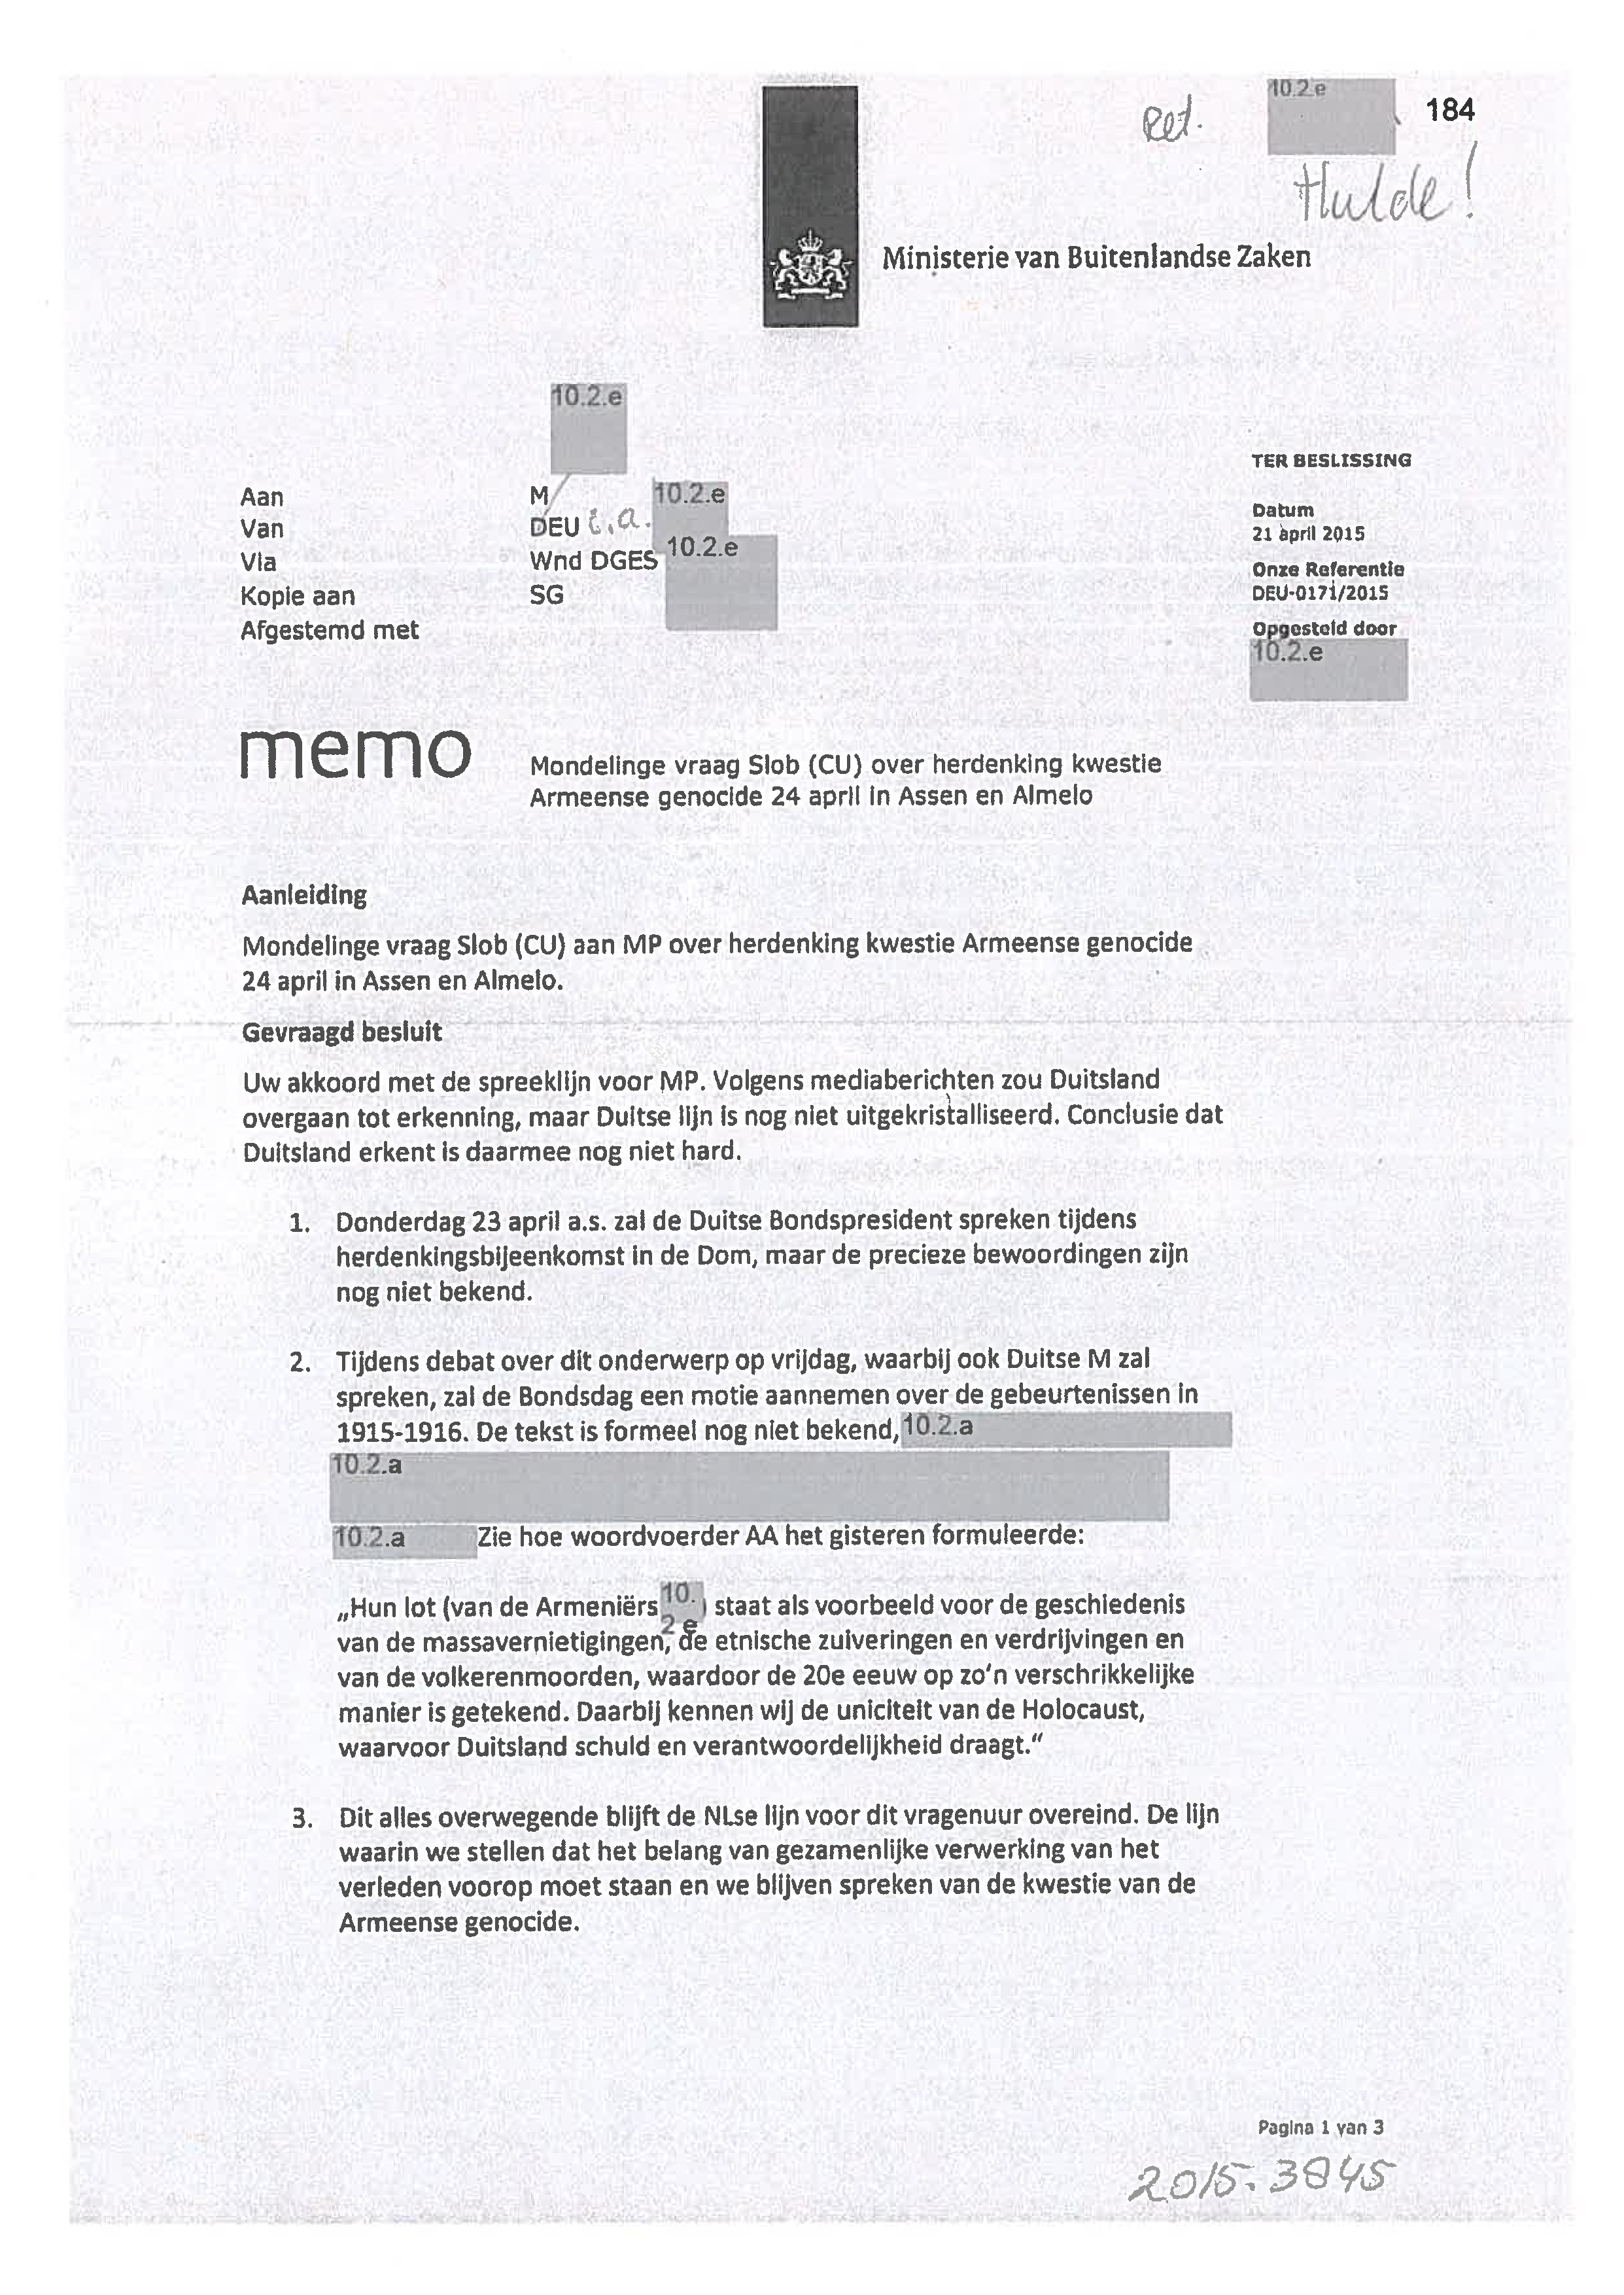 10.2.e
184
Ret.
Hulde!
Ministerie van Buitenlandse Zaken
10.2.e
TER BESLISSING
Aan M 10.2.e
Van DEU i.a.
Via Wnd DGES 10.2.e
Kopie aan SG
Afgestemd met
Datum
21 april 2015
Onze Referentie
DEU-0171/2015
Opgesteld door
10.2.e
memo
Mondelinge vraag Slob (CU) over herdenking kwestie
Armeense genocide 24 april in Assen en Almelo
Aanleiding
Mondelinge vraag Slob (CU) aan MP over herdenking kwestie Armeense genocide
24 april in Assen en Almelo.
Gevraagd besluit
Uw akkoord met de spreeklijn voor MP. Volgens mediaberichten zou Duitsland
overgaan tot erkenning, maar Duitse lijn is nog niet uitgekristalliseerd. Conclusie dat
Duitsland erkent is daarmee nog niet hard.
1. Donderdag 23 april a.s. zal de Duitse Bondspresident spreken tijdens
herdenkingsbijeenkomst in de Dom, maar de precieze bewoordingen zijn
nog niet bekend.
2. Tijdens debat over dit onderwerp op vrijdag, waarbij ook Duitse M zal
spreken, zal de Bondsdag een motie aannemen over de gebeurtenissen in
1915-1916. De tekst is formeel nog niet bekend, 10.2.a
10.2.a
10.2.a Zie hoe woordvoerder AA het gisteren formuleerde:
„Hun lot (van de Armeniërs 10.2 e) staat als voorbeeld voor de geschiedenis
van de massavernietigingen, de etnische zuiveringen en verdrijvingen en
van de volkerenmoorden, waardoor de 20e eeuw op zo'n verschrikkelijke
manier is getekend. Daarbij kennen wij de uniciteit van de Holocaust,
waarvoor Duitsland schuld en verantwoordelijkheid draagt."
3. Dit alles overwegende blijft de NLse lijn voor dit vragenuur overeind. De lijn
waarin we stellen dat het belang van gezamenlijke verwerking van het
verleden voorop moet staan en we blijven spreken van de kwestie van de
Armeense genocide.
Pagina 1 van 3
2015.3845